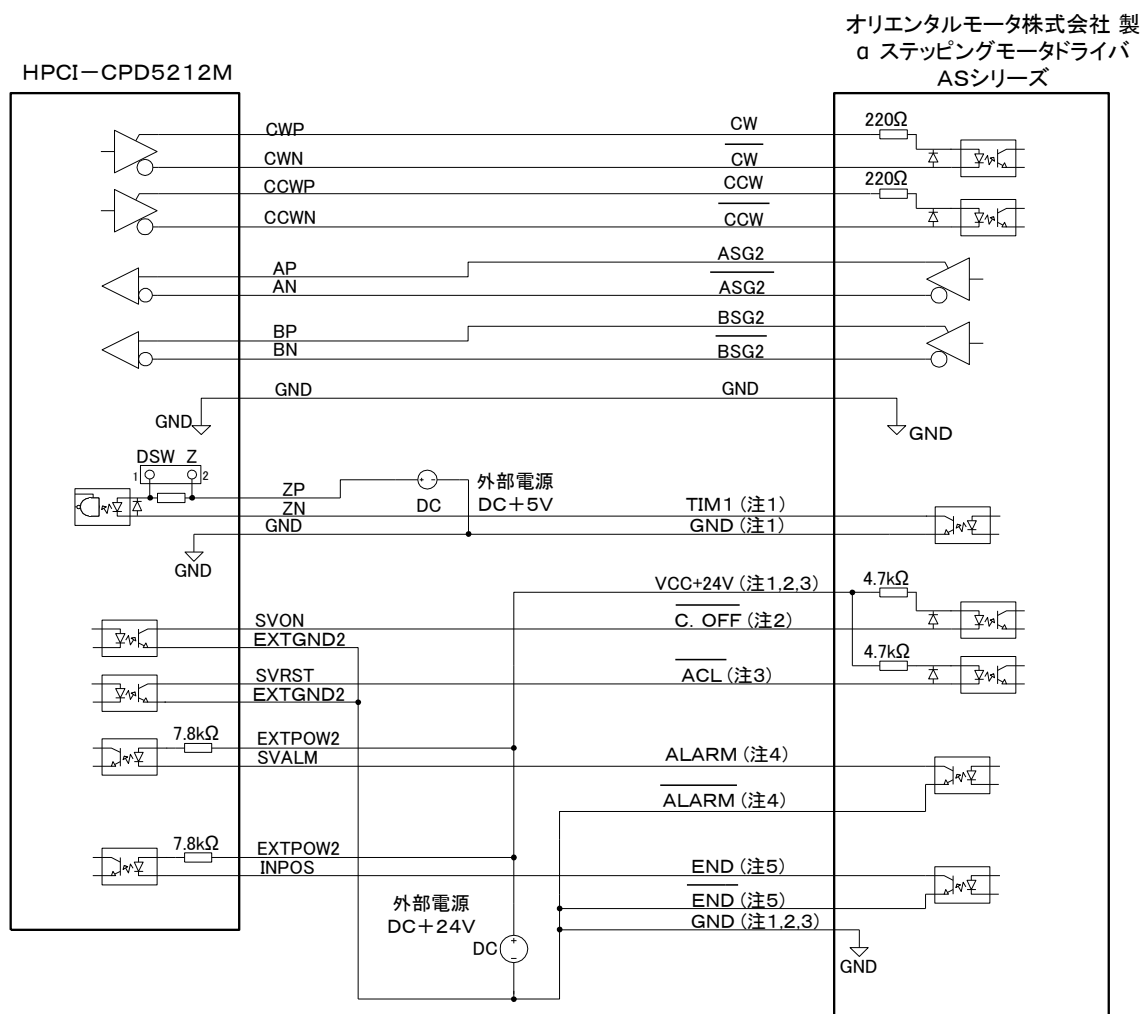 オリエンタルモータ株式会社 製
α ステッピングモータドライバ
ASシリーズ
HPCI－CPD5212M
CWP CW 220Ω
CWN CW
CCWP CCW 220Ω
CCWN CCW
AP ASG2
AN ASG2
BP BSG2
BN BSG2
GND GND
GND GND
DSW Z
1 2
ZP DC 外部電源
DC＋5V
ZN TIM1 (注1)
GND GND (注1)
GND
VCC+24V (注1,2,3) 4.7kΩ
SVON C. OFF (注2)
EXTGND2
4.7kΩ
SVRST ACL (注3)
EXTGND2
7.8kΩ EXTPOW2
SVALM ALARM (注4)
ALARM (注4)
7.8kΩ EXTPOW2
INPOS END (注5)
END (注5)
GND (注1,2,3)
外部電源
DC＋24V
DC
GND